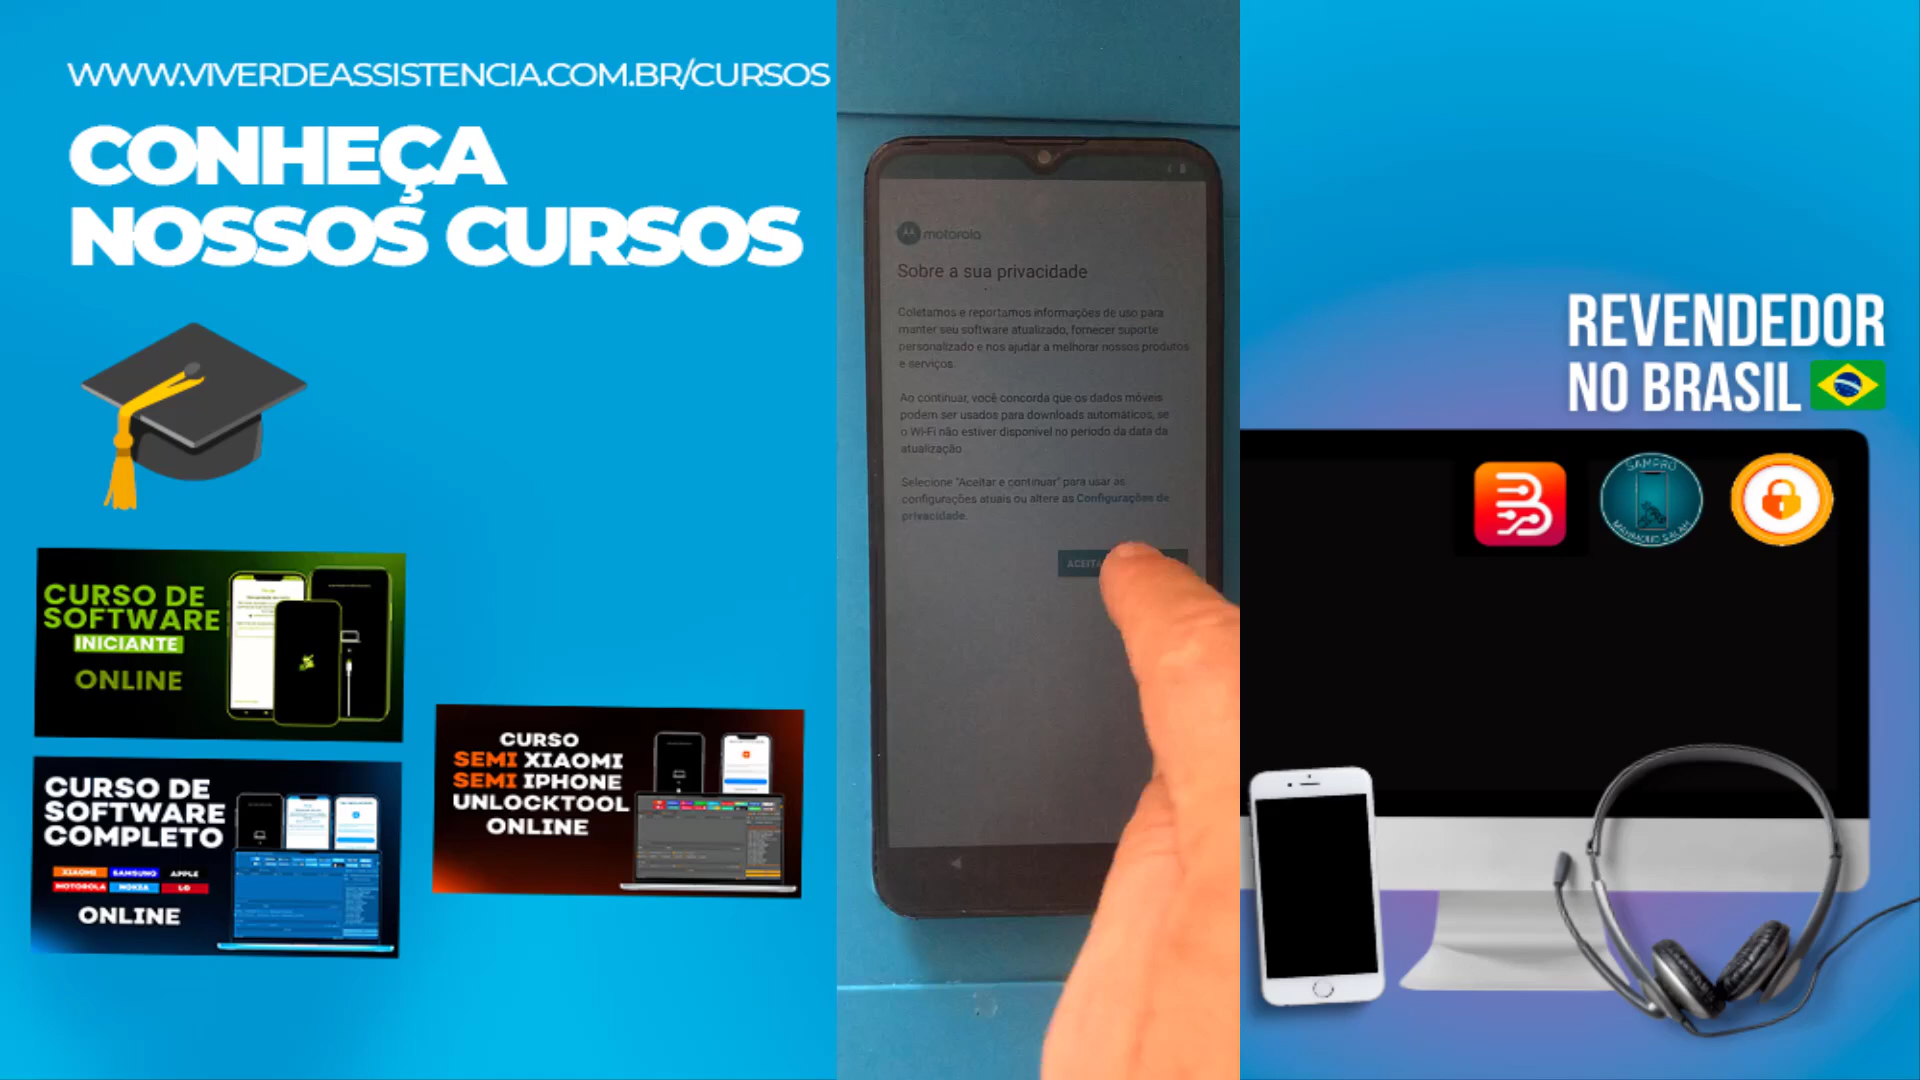 WWW.VIVERDEASSISTENCIA.COM.BR/CURSOS
CONHEÇA
NOSSOS CURSOS
CURSO DE
SOFTWARE
INICIANTE
ONLINE
CURSO DE
SOFTWARE
COMPLETO
XIAOMI SAMSUNG APPLE
MOTOROLA NOKIA LG
ONLINE
CURSO
SEMI XIAOMI
SEMI IPHONE
UNLOCKTOOL
ONLINE
motorola
Sobre a sua privacidade
Coletamos e reportamos informações de uso para
manter seu software atualizado, fornecer suporte
personalizado e nos ajudar a melhorar nossos produtos
e serviços.
Ao continuar, você concorda que os dados móveis
podem ser usados para downloads automáticos, se
o Wi-Fi não estiver disponível no período da data da
atualização.
Selecione "Aceitar e continuar" para usar as
configurações atuais ou altere as Configurações de
privacidade.
REVENDEDOR
NO BRASIL
SAMPRO
MAHMOUD SALAH